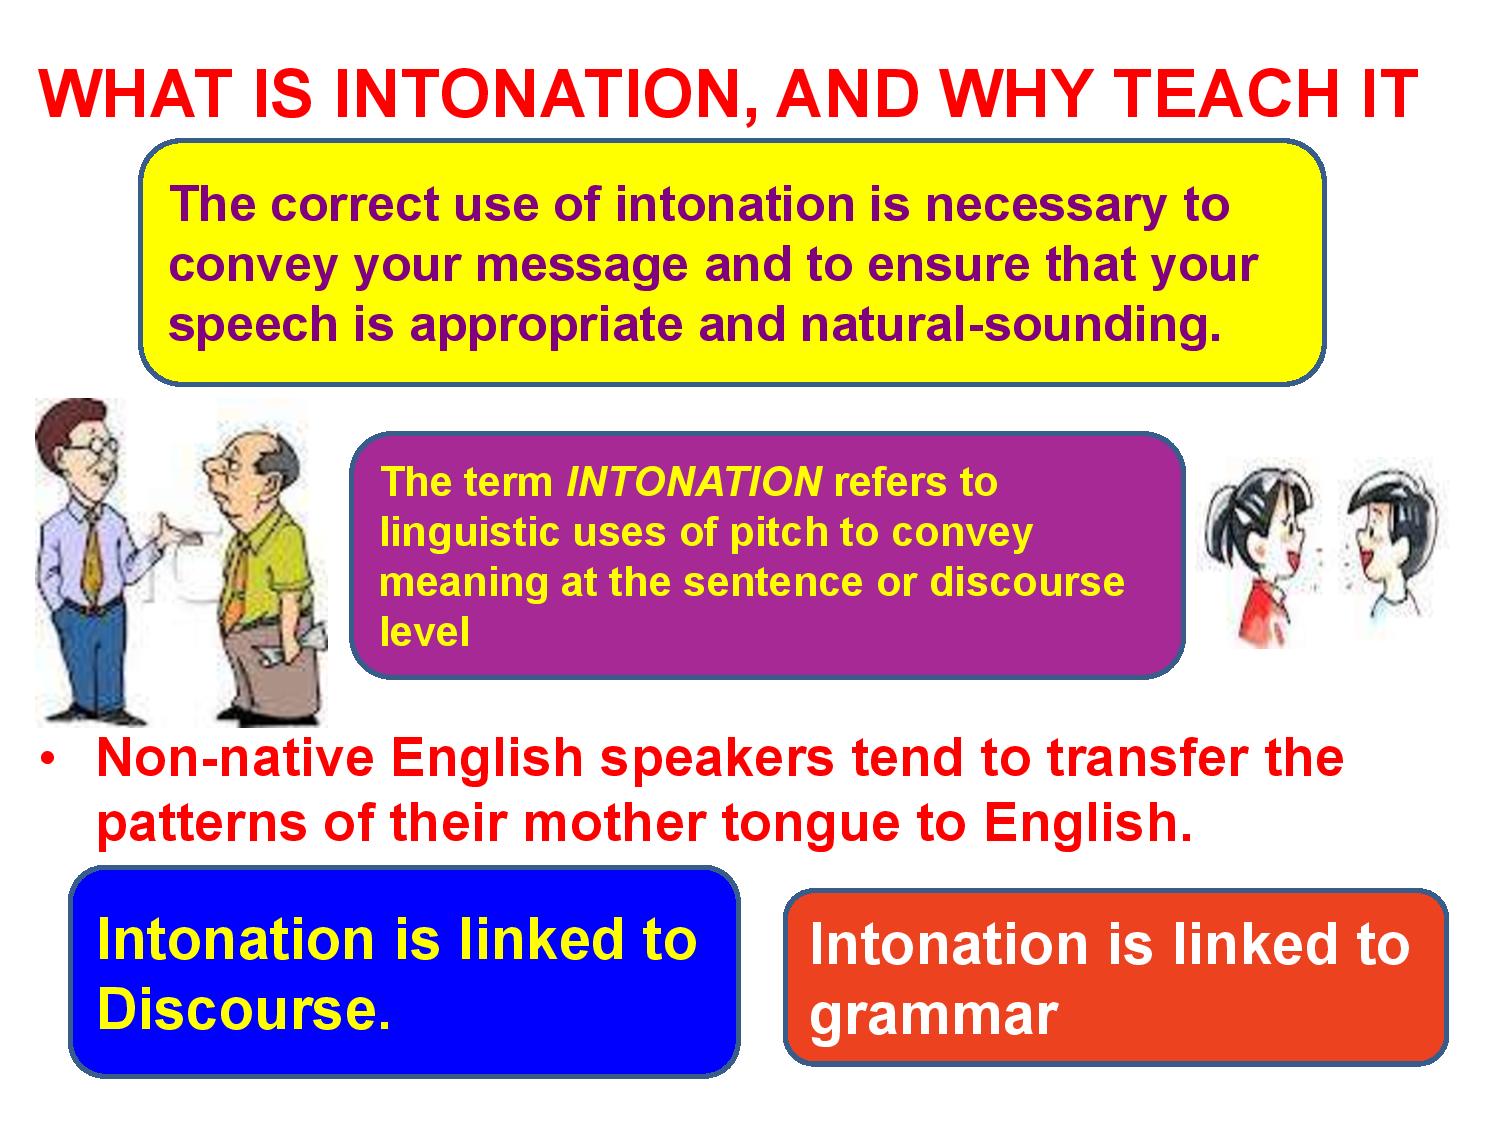 WHAT IS INTONATION, AND WHY TEACH IT
The correct use of intonation is necessary to
convey your message and to ensure that your
speech is appropriate and natural-sounding.
The term INTONATION refers to
linguistic uses of pitch to convey
meaning at the sentence or discourse
level
• Non-native English speakers tend to transfer the
patterns of their mother tongue to English.
Intonation is linked to
Discourse.
Intonation is linked to
grammar